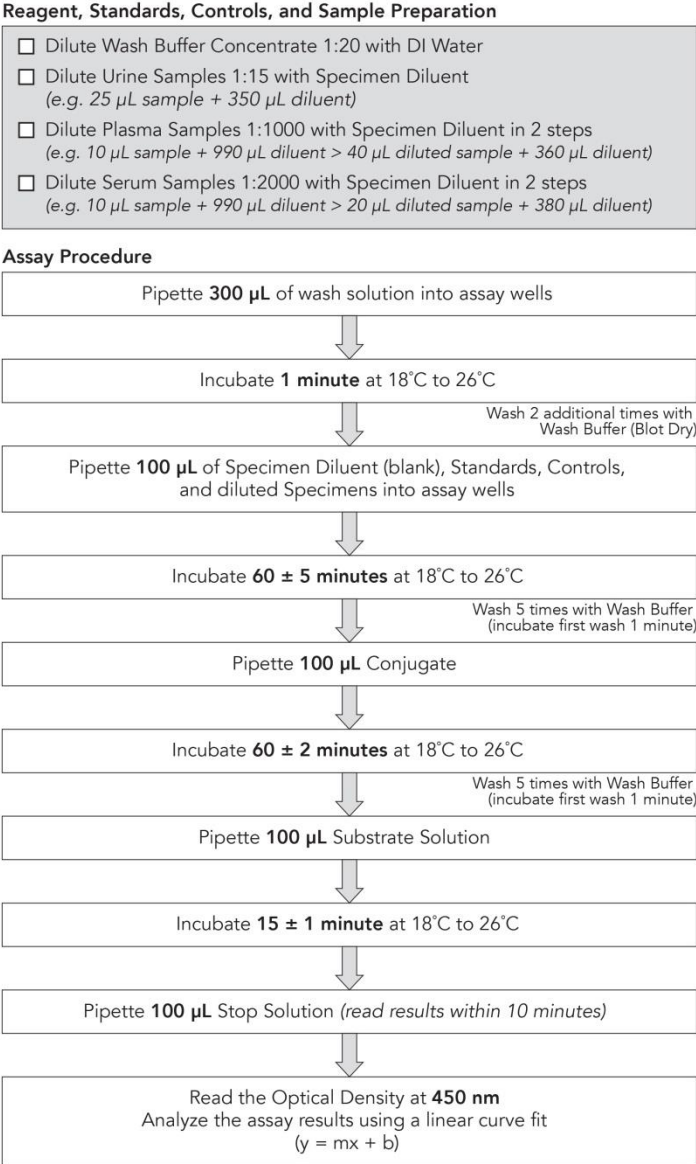 Reagent, Standards, Controls, and Sample Preparation
☐ Dilute Wash Buffer Concentrate 1:20 with DI Water
☐ Dilute Urine Samples 1:15 with Specimen Diluent
(e.g. 25 µL sample + 350 µL diluent)
☐ Dilute Plasma Samples 1:1000 with Specimen Diluent in 2 steps
(e.g. 10 µL sample + 990 µL diluent > 40 µL diluted sample + 360 µL diluent)
☐ Dilute Serum Samples 1:2000 with Specimen Diluent in 2 steps
(e.g. 10 µL sample + 990 µL diluent > 20 µL diluted sample + 380 µL diluent)
Assay Procedure
Pipette 300 µL of wash solution into assay wells
Incubate 1 minute at 18˚C to 26˚C
Wash 2 additional times with
Wash Buffer (Blot Dry)
Pipette 100 µL of Specimen Diluent (blank), Standards, Controls,
and diluted Specimens into assay wells
Incubate 60 ± 5 minutes at 18˚C to 26˚C
Wash 5 times with Wash Buffer
(incubate first wash 1 minute)
Pipette 100 µL Conjugate
Incubate 60 ± 2 minutes at 18˚C to 26˚C
Wash 5 times with Wash Buffer
(incubate first wash 1 minute)
Pipette 100 µL Substrate Solution
Incubate 15 ± 1 minute at 18˚C to 26˚C
Pipette 100 µL Stop Solution (read results within 10 minutes)
Read the Optical Density at 450 nm
Analyze the assay results using a linear curve fit
(y = mx + b)